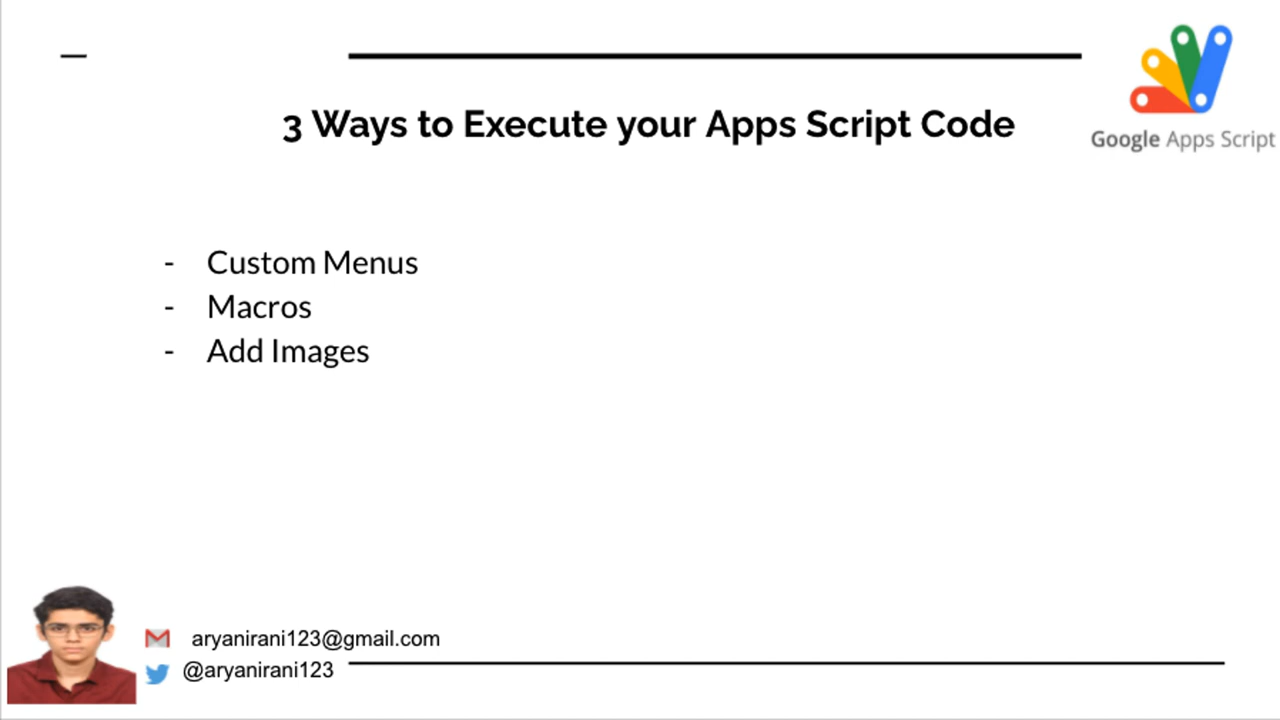 3 Ways to Execute your Apps Script Code
Google Apps Script
- Custom Menus
- Macros
- Add Images
aryanirani123@gmail.com
@aryanirani123